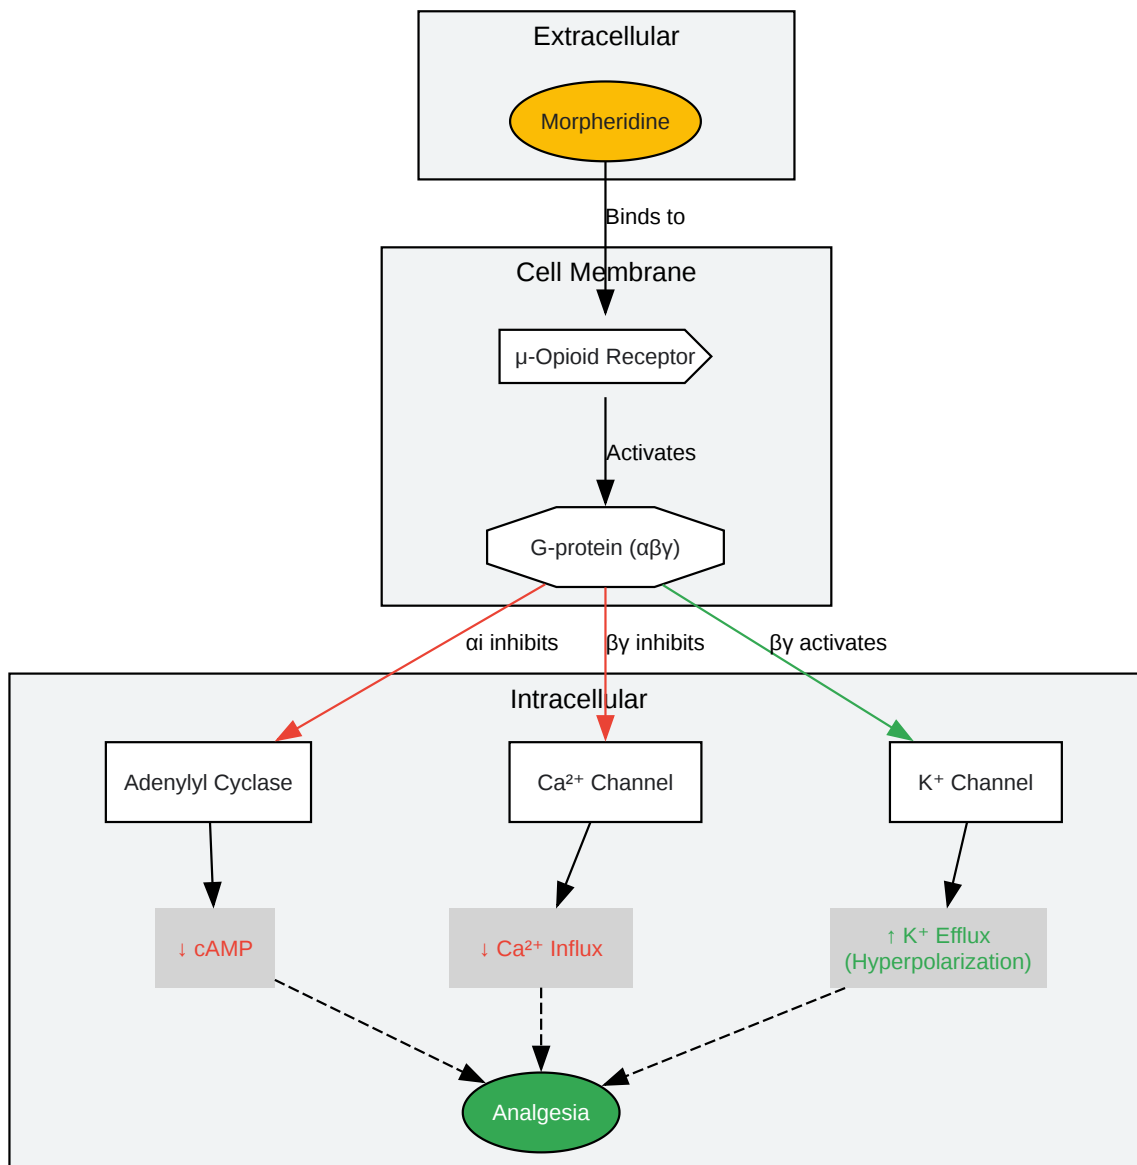 Extracellular
Morpheridine
Binds to
Cell Membrane
μ-Opioid Receptor
Activates
G-protein (αβγ)
αi inhibits
βγ inhibits
βγ activates
Intracellular
Adenylyl Cyclase
Ca²⁺ Channel
K⁺ Channel
↓ cAMP
↓ Ca²⁺ Influx
↑ K⁺ Efflux
(Hyperpolarization)
Analgesia